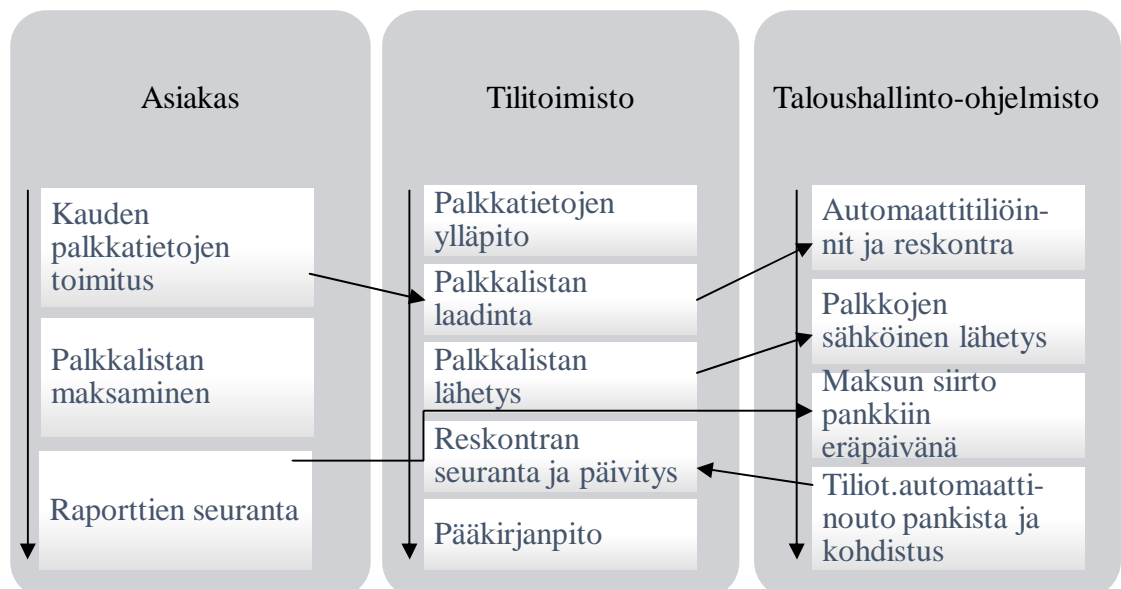 Asiakas
Kauden
palkkatietojen
toimitus
Palkkalistan
maksaminen
Raporttien seuranta
Tilitoimisto
Palkkatietojen
ylläpito
Palkkalistan
laadinta
Palkkalistan
lähetys
Reskontran
seuranta ja päivitys
Pääkirjanpito
Taloushallinto-ohjelmisto
Automaattitiliöin-
nit ja reskontra
Palkkojen
sähköinen lähetys
Maksun siirto
pankkiin
eräpäivänä
Tiliot.automaatti-
nouto pankista ja
kohdistus